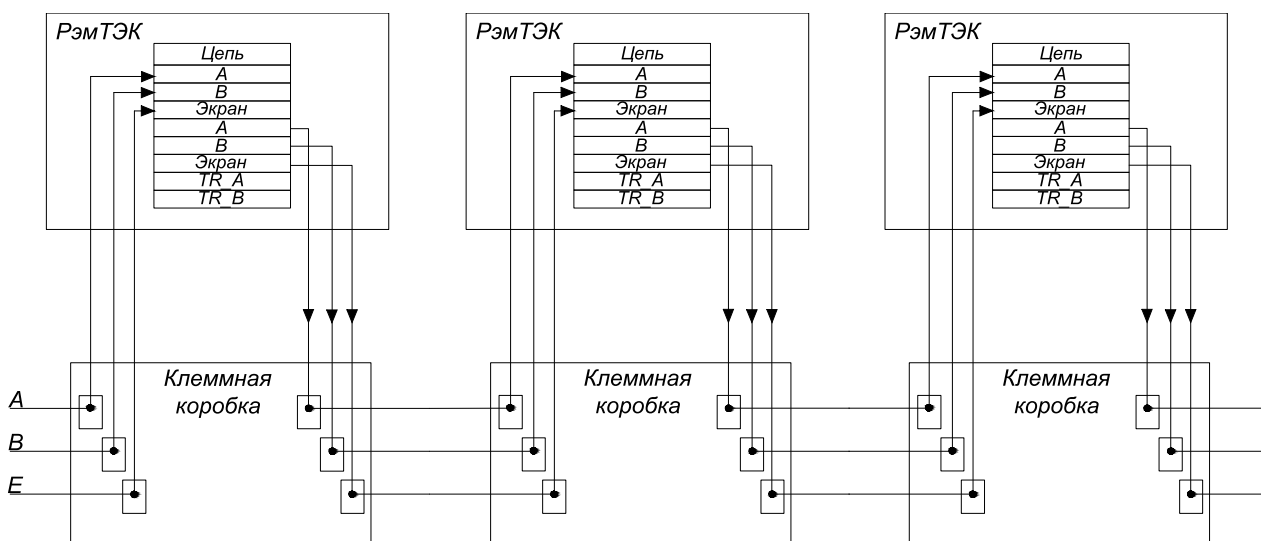 РэмТЭК
Цепь
A
B
Экран
A
B
Экран
TR_A
TR_B
РэмТЭК
Цепь
A
B
Экран
A
B
Экран
TR_A
TR_B
РэмТЭК
Цепь
A
B
Экран
A
B
Экран
TR_A
TR_B
A
B
E
Клеммная
коробка
Клеммная
коробка
Клеммная
коробка